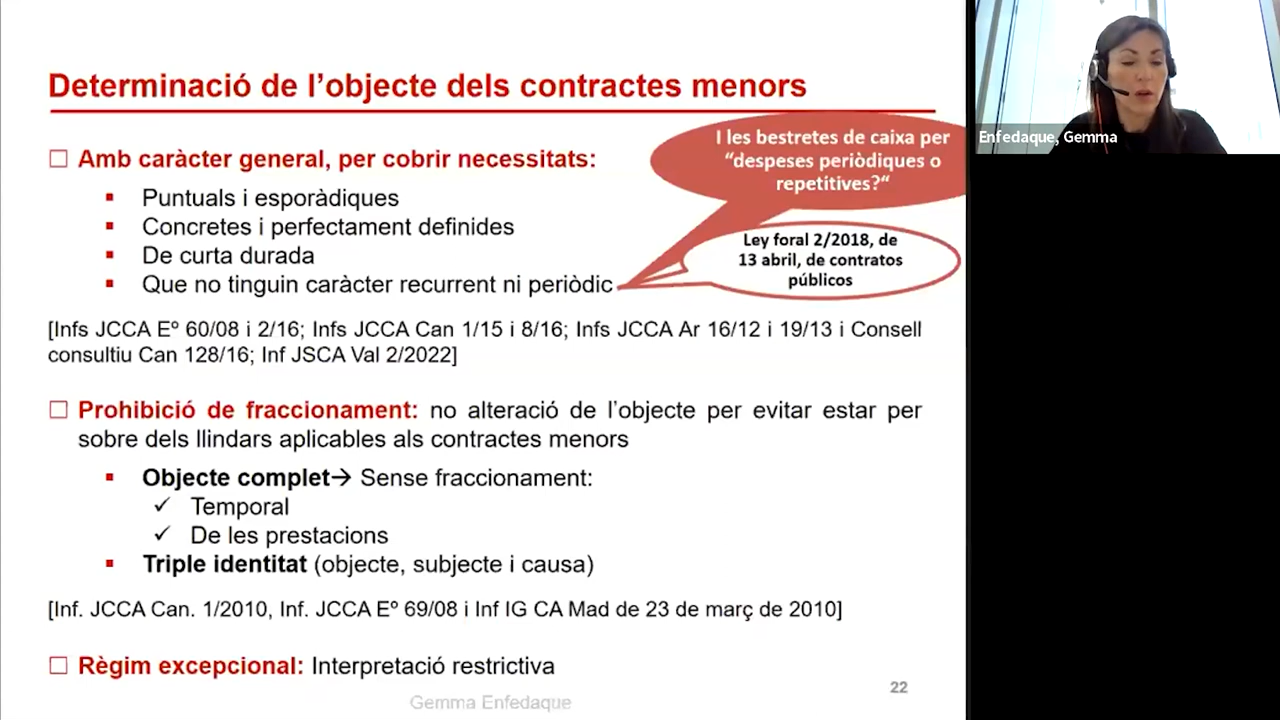 Determinació de l’objecte dels contractes menors
☐ Amb caràcter general, per cobrir necessitats:
▪ Puntuals i esporàdiques
▪ Concretes i perfectament definides
▪ De curta durada
▪ Que no tinguin caràcter recurrent ni periòdic
I les bestretes de caixa per
“despeses periòdiques o
repetitives?“
Ley foral 2/2018, de
13 abril, de contratos
públicos
[Infs JCCA Eº 60/08 i 2/16; Infs JCCA Can 1/15 i 8/16; Infs JCCA Ar 16/12 i 19/13 i Consell
consultiu Can 128/16; Inf JSCA Val 2/2022]
☐ Prohibició de fraccionament: no alteració de l’objecte per evitar estar per
sobre dels llindars aplicables als contractes menors
▪ Objecte complet→ Sense fraccionament:
✓ Temporal
✓ De les prestacions
▪ Triple identitat (objecte, subjecte i causa)
[Inf. JCCA Can. 1/2010, Inf. JCCA Eº 69/08 i Inf IG CA Mad de 23 de març de 2010]
☐ Règim excepcional: Interpretació restrictiva
22
Gemma Enfedaque
Enfedaque, Gemma